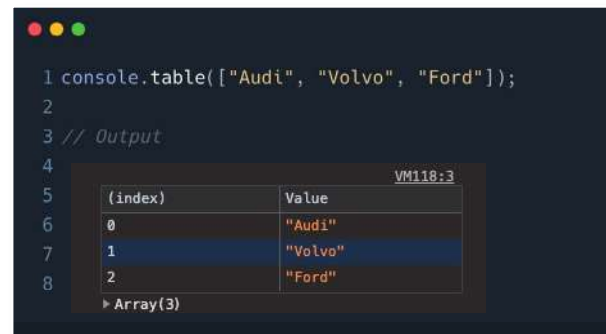 1 console.table(["Audi", "Volvo", "Ford"]);
2
3 // Output
4
VM118:3
5 (index) Value
6 0 "Audi"
7 1 "Volvo"
8 2 "Ford"
▶ Array(3)